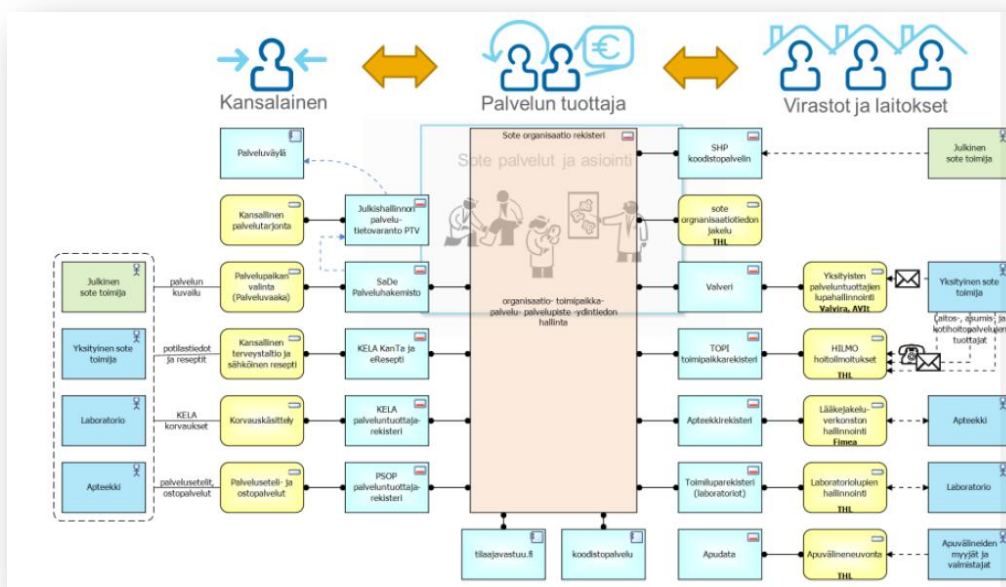 Kansalainen
Palvelun tuottaja
Virastot ja laitokset
Sote organisaatio rekisteri
Sote palvelut ja asiointi
organisaatio- toimipaikka-
palvelu- palvelupiste -ydintiedon
hallinta
Palveluväylä
Kansallinen
palvelutarjonta
Julkishallinnon
palvelu-
tietovaranto PTV
Julkinen
sote toimija
palvelun
kuvailu
Palvelupaikan
valinta
(Palveluvaaka)
SaDe
Palveluhakemisto
Yksityinen sote
toimija
potilastiedot
ja reseptit
Kansallinen
terveystaltio ja
sähköinen resepti
KELA KanTa ja
eResepti
Laboratorio
KELA
korvaukset
Korvauskäsittely
KELA
palveluntuottaja-
rekisteri
Apteekki
palvelusetelit,
ostopalvelut
Palveluseteli- ja
ostopalvelut
PSOP
palveluntuottaja-
rekisteri
tilaajavastuu.fi
koodistopalvelu
SHP
koodistopalvelin
Julkinen
sote toimija
sote
orgnanisaatiotiedon
jakelu
THL
Valveri
Yksityisten
palveluntuottajien
lupahallinnointi
Valvira, AVIt
Yksityinen sote
toimija
Laitos-, asumis- ja
kotihoitopalvelujen
tuottajat
TOPI
toimipaikkarekisteri
HILMO
hoitoilmoitukset
THL
Apteekkirekisteri
Lääkejakelu-
verkonston
hallinnointi
Fimea
Apteekki
Toimiluparekisteri
(laboratoriot)
Laboratoriolupien
hallinnointi
THL
Laboratorio
Apudata
Apuvälineneuvonta
THL
Apuvälineiden
myyjät ja
valmistajat